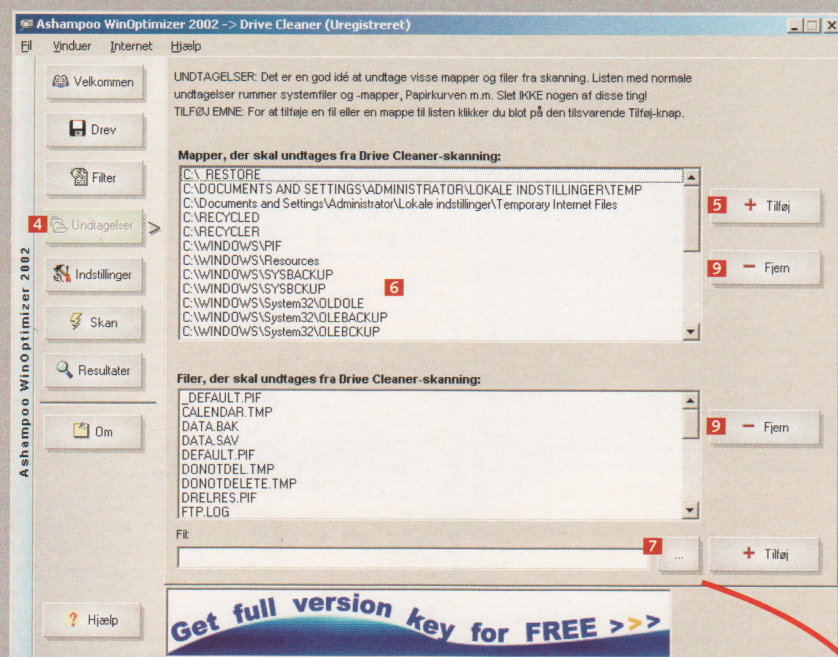 Ashampoo WinOptimizer 2002 -> Drive Cleaner (Uregistreret)
Fil Vinduer Internet Hjælp
Velkommen
Drev
Filter
4 Undtagelser >
Indstillinger
Skan
Resultater
Om
Hjælp
Ashampoo WinOptimizer 2002
UNDTAGELSER: Det er en god idé at undtage visse mapper og filer fra skanning. Listen med normale
undtagelser rummer systemfiler og -mapper, Papirkurven m.m. Slet IKKE nogen af disse ting!
TILFØJ EMNE: For at tilføje en fil eller en mappe til listen klikker du blot på den tilsvarende Tilføj-knap.
Mapper, der skal undtages fra Drive Cleaner-skanning:
C:\_RESTORE
C:\DOCUMENTS AND SETTINGS\ADMINISTRATOR\LOKALE INDSTILLINGER\TEMP
C:\Documents and Settings\Administrator\Lokale indstillinger\Temporary Internet Files
C:\RECYCLED
C:\RECYCLER
C:\WINDOWS\PIF
C:\WINDOWS\Resources
C:\WINDOWS\SYSBACKUP
C:\WINDOWS\SYSBCKUP
C:\WINDOWS\System32\OLDOLE
C:\WINDOWS\System32\OLEBACKUP
C:\WINDOWS\System32\OLEBCKUP
6
5 + Tilføj
9 − Fjern
Filer, der skal undtages fra Drive Cleaner-skanning:
_DEFAULT.PIF
CALENDAR.TMP
DATA.BAK
DATA.SAV
DEFAULT.PIF
DONOTDEL.TMP
DONOTDELETE.TMP
DRELRES.PIF
FTP.LOG
9 − Fjern
Fil:
7 ...
+ Tilføj
Get full version key for FREE >>>